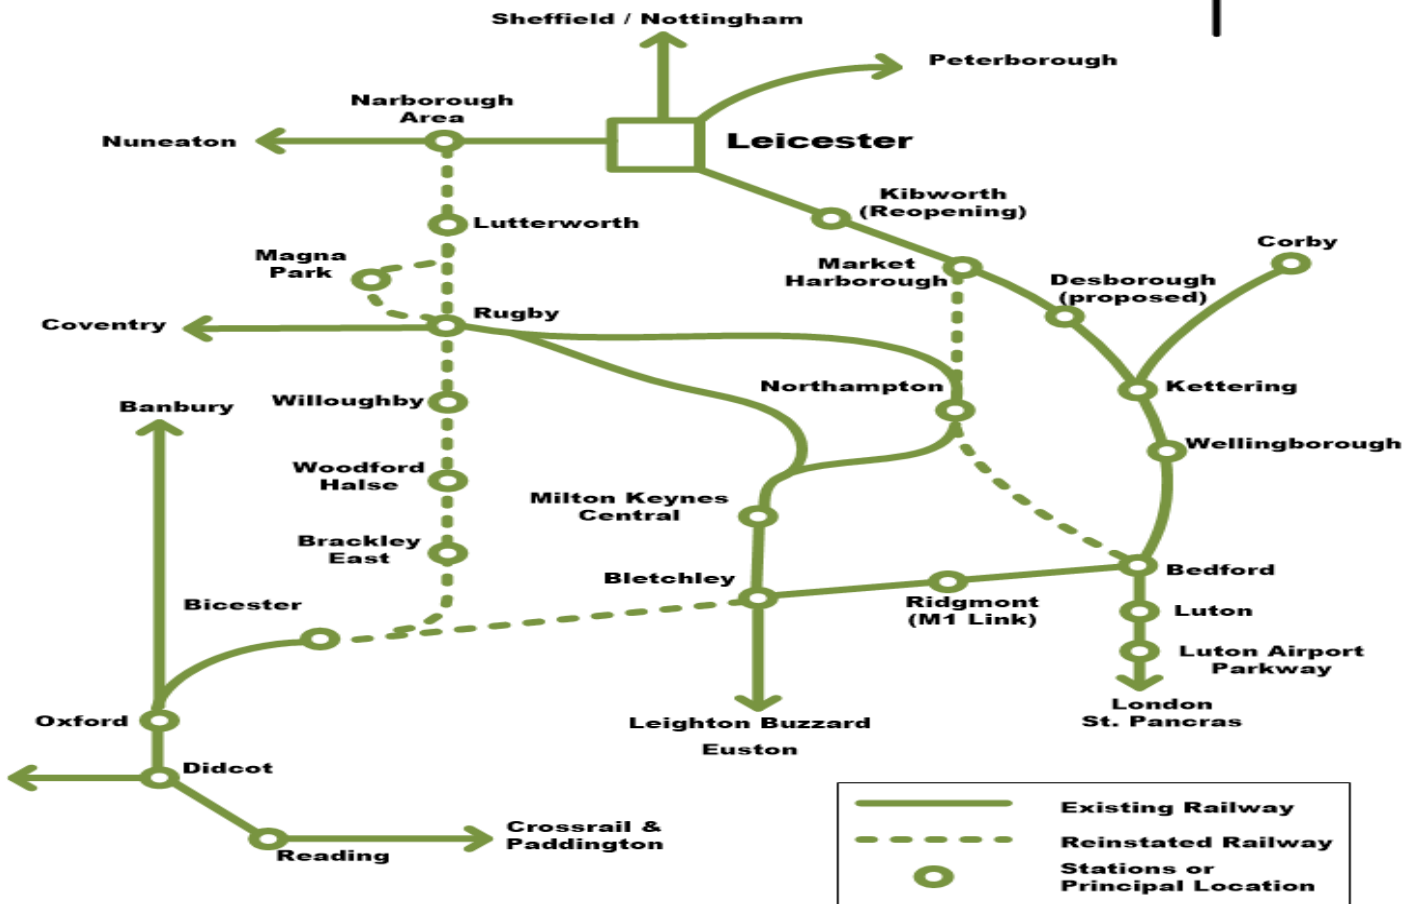 Sheffield / Nottingham
Peterborough
Narborough
Area
Nuneaton
Leicester
Kibworth
(Reopening)
Lutterworth
Corby
Magna
Park
Market
Harborough
Desborough
(proposed)
Coventry
Rugby
Northampton
Kettering
Banbury
Willoughby
Wellingborough
Woodford
Halse
Milton Keynes
Central
Brackley
East
Bletchley
Bedford
Bicester
Ridgmont
(M1 Link)
Luton
Luton Airport
Parkway
London
St. Pancras
Oxford
Leighton Buzzard
Euston
Didcot
Existing Railway
Crossrail &
Paddington
Reinstated Railway
Reading
Stations or
Principal Location